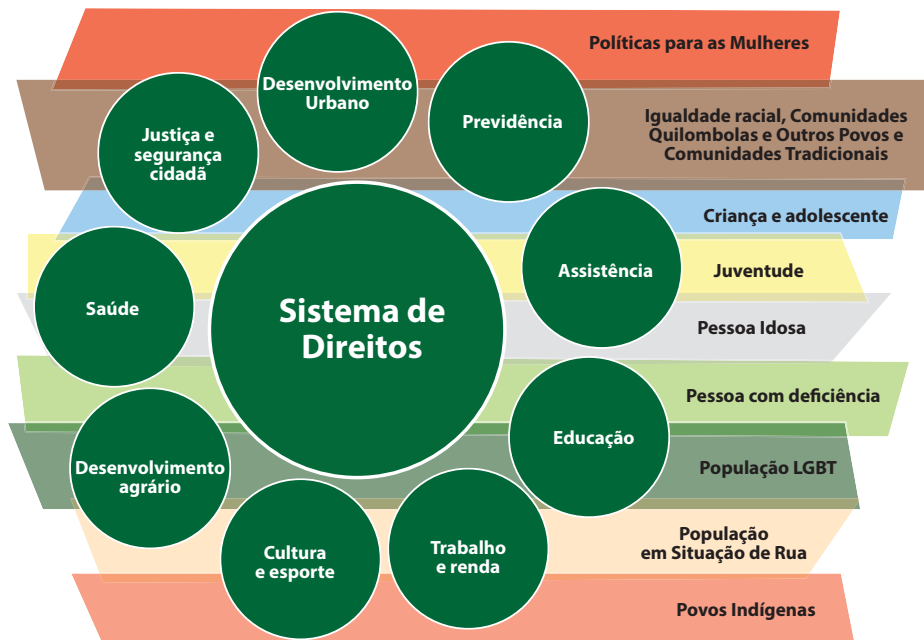 Políticas para as Mulheres
Desenvolvimento
Urbano
Previdência
Igualdade racial, Comunidades
Quilombolas e Outros Povos e
Comunidades Tradicionais
Justiça e
segurança
cidadã
Criança e adolescente
Assistência
Juventude
Saúde
Sistema de
Direitos
Pessoa Idosa
Pessoa com deficiência
Educação
População LGBT
Desenvolvimento
agrário
População
em Situação de Rua
Cultura
e esporte
Trabalho
e renda
Povos Indígenas